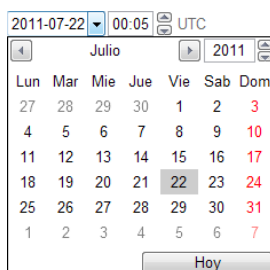 2011-07-22 00:05 UTC
Julio 2011
Lun Mar Mie Jue Vie Sab Dom
27 28 29 30 1 2 3
4 5 6 7 8 9 10
11 12 13 14 15 16 17
18 19 20 21 22 23 24
25 26 27 28 29 30 31
1 2 3 4 5 6 7
Hoy